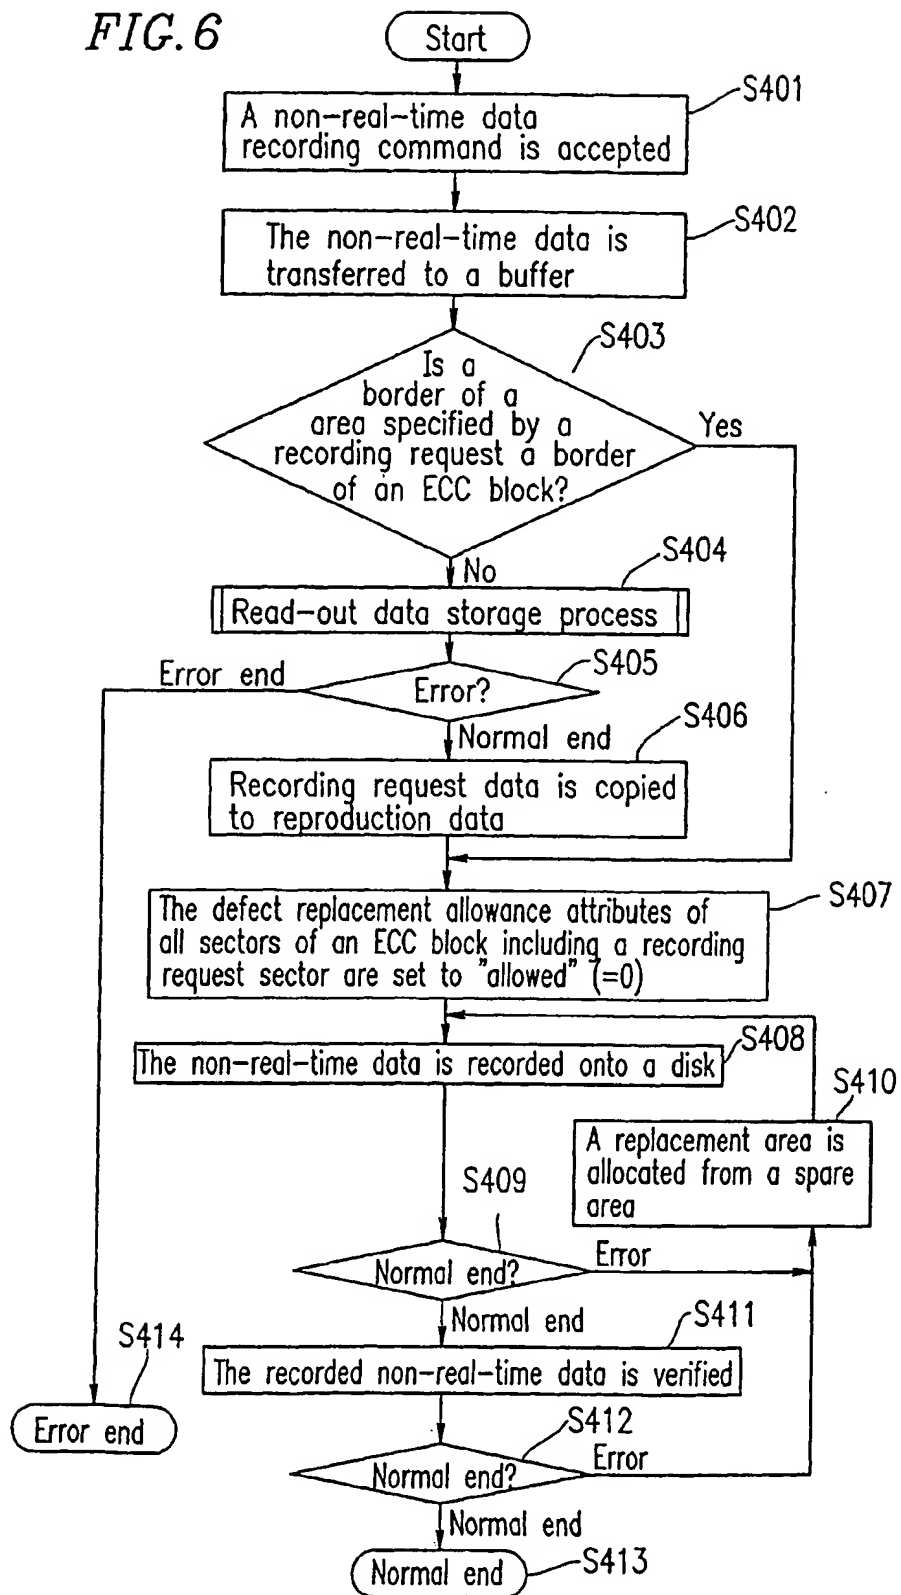 FIG. 6
Start
S401
A non-real-time data
recording command is accepted
S402
The non-real-time data is
transferred to a buffer
S403
Is a
border of a
area specified by a
recording request a border
of an ECC block?
Yes
No
S404
Read-out data storage process
Error end
S405
Error?
Normal end
S406
Recording request data is copied
to reproduction data
S407
The defect replacement allowance attributes of
all sectors of an ECC block including a recording
request sector are set to "allowed" (=0)
S408
The non-real-time data is recorded onto a disk
S410
A replacement area is
allocated from a spare
area
S409
Normal end?
Error
Normal end
S411
The recorded non-real-time data is verified
S414
Error end
S412
Normal end?
Error
Normal end
Normal end
S413